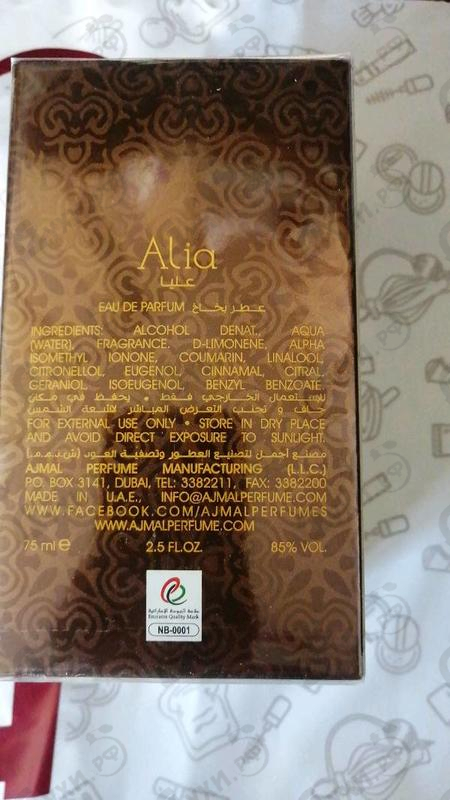 Alia
عليا
EAU DE PARFUM عطر بخاخ
INGREDIENTS: ALCOHOL DENAT., AQUA
(WATER), FRAGRANCE. D-LIMONENE, ALPHA
ISOMETHYL IONONE, COUMARIN, LINALOOL,
CITRONELLOL, EUGENOL, CINNAMAL, CITRAL,
GERANIOL, ISOEUGENOL, BENZYL BENZOATE.
للإستعمال الخارجي فقط • يحفظ في مكان
جاف و تجنب التعرض المباشر لأشعة الشمس
FOR EXTERNAL USE ONLY • STORE IN DRY PLACE
AND AVOID DIRECT EXPOSURE TO SUNLIGHT.
مصنع أجمل لتصنيع العطور وتصفية العود (ش.ذ.م.م)
AJMAL PERFUME MANUFACTURING (L.L.C.)
P.O. BOX 3141, DUBAI, TEL: 3382211, FAX: 3382200
MADE IN U.A.E., INFO@AJMALPERFUME.COM
WWW.FACEBOOK.COM/AJMALPERFUMES
WWW.AJMALPERFUME.COM
75 ml e 2.5 FL.OZ. 85% VOL.
علامة الجودة الإماراتية
Emirates Quality Mark
NB-0001